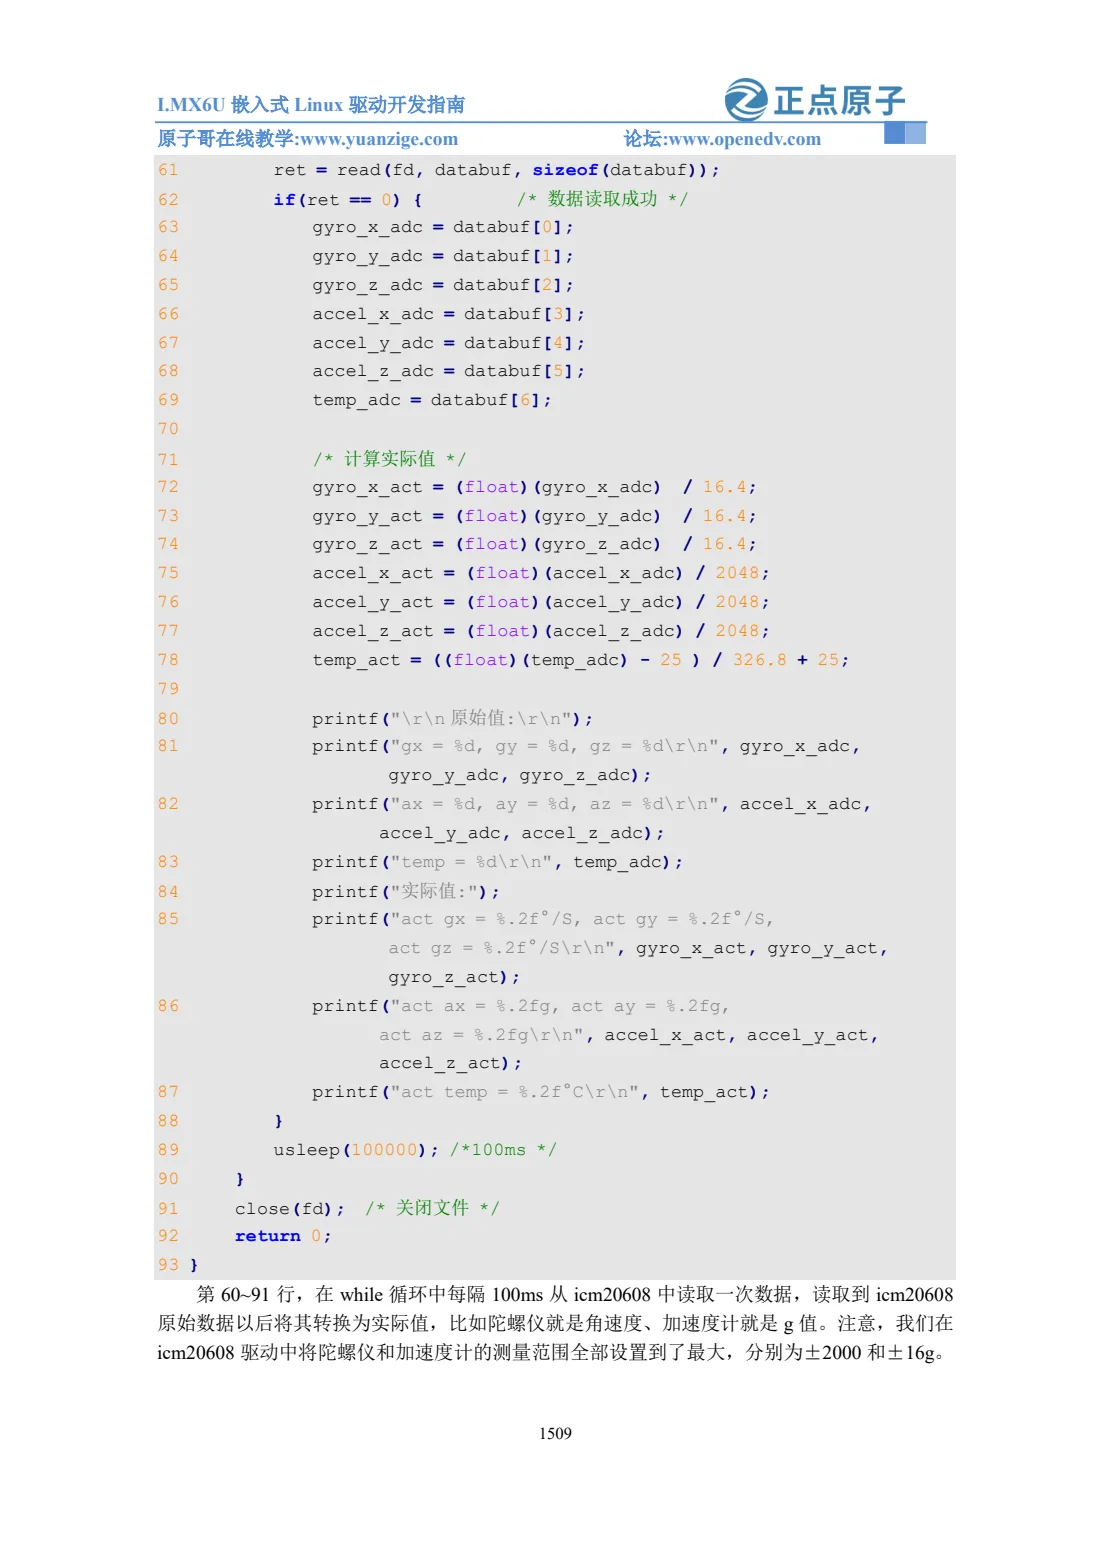 I.MX6U 嵌入式 Linux 驱动开发指南
正点原子
原子哥在线教学:www.yuanzige.com 论坛:www.openedv.com
61 ret = read(fd, databuf, sizeof(databuf));
62 if(ret == 0) { /* 数据读取成功 */
63 gyro_x_adc = databuf[0];
64 gyro_y_adc = databuf[1];
65 gyro_z_adc = databuf[2];
66 accel_x_adc = databuf[3];
67 accel_y_adc = databuf[4];
68 accel_z_adc = databuf[5];
69 temp_adc = databuf[6];
70
71 /* 计算实际值 */
72 gyro_x_act = (float)(gyro_x_adc) / 16.4;
73 gyro_y_act = (float)(gyro_y_adc) / 16.4;
74 gyro_z_act = (float)(gyro_z_adc) / 16.4;
75 accel_x_act = (float)(accel_x_adc) / 2048;
76 accel_y_act = (float)(accel_y_adc) / 2048;
77 accel_z_act = (float)(accel_z_adc) / 2048;
78 temp_act = ((float)(temp_adc) - 25 ) / 326.8 + 25;
79
80 printf("\r\n 原始值:\r\n");
81 printf("gx = %d, gy = %d, gz = %d\r\n", gyro_x_adc,
gyro_y_adc, gyro_z_adc);
82 printf("ax = %d, ay = %d, az = %d\r\n", accel_x_adc,
accel_y_adc, accel_z_adc);
83 printf("temp = %d\r\n", temp_adc);
84 printf("实际值:");
85 printf("act gx = %.2f°/S, act gy = %.2f°/S,
act gz = %.2f°/S\r\n", gyro_x_act, gyro_y_act,
gyro_z_act);
86 printf("act ax = %.2fg, act ay = %.2fg,
act az = %.2fg\r\n", accel_x_act, accel_y_act,
accel_z_act);
87 printf("act temp = %.2f°C\r\n", temp_act);
88 }
89 usleep(100000); /*100ms */
90 }
91 close(fd); /* 关闭文件 */
92 return 0;
93 }
第 60~91 行，在 while 循环中每隔 100ms 从 icm20608 中读取一次数据，读取到 icm20608
原始数据以后将其转换为实际值，比如陀螺仪就是角速度、加速度计就是 g 值。注意，我们在
icm20608 驱动中将陀螺仪和加速度计的测量范围全部设置到了最大，分别为±2000 和±16g。
1509